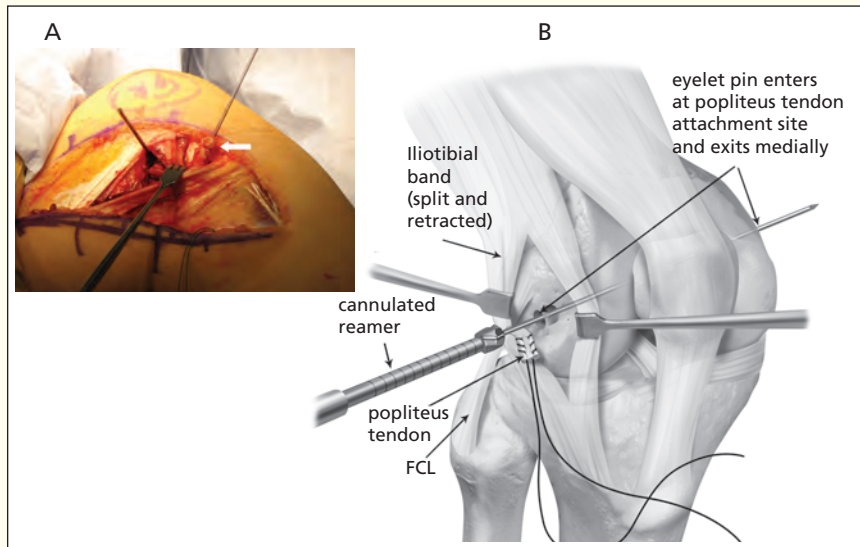 A
B
eyelet pin enters
at popliteus tendon
attachment site
and exits medially
Iliotibial
band
(split and
retracted)
cannulated
reamer
popliteus
tendon
FCL